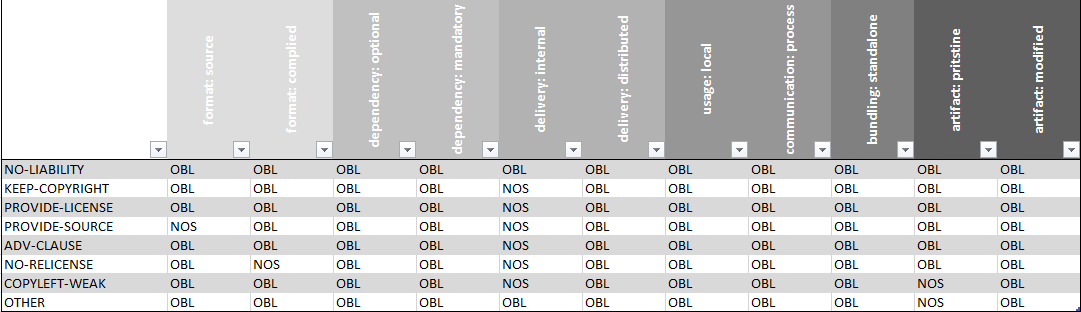 format: source
format: complied
dependency: optional
dependency: mandatory
delivery: internal
delivery: distributed
usage: local
communication: process
bundling: standalone
artifact: pritstine
artifact: modified
NO-LIABILITY OBL OBL OBL OBL OBL OBL OBL OBL OBL OBL OBL
KEEP-COPYRIGHT OBL OBL OBL OBL NOS OBL OBL OBL OBL OBL OBL
PROVIDE-LICENSE OBL OBL OBL OBL NOS OBL OBL OBL OBL OBL OBL
PROVIDE-SOURCE NOS OBL OBL OBL NOS OBL OBL OBL OBL OBL OBL
ADV-CLAUSE OBL OBL OBL OBL NOS OBL OBL OBL OBL OBL OBL
NO-RELICENSE OBL NOS OBL OBL NOS OBL OBL OBL OBL OBL OBL
COPYLEFT-WEAK OBL OBL OBL OBL NOS OBL OBL OBL OBL NOS OBL
OTHER OBL OBL OBL OBL OBL OBL OBL OBL OBL NOS OBL